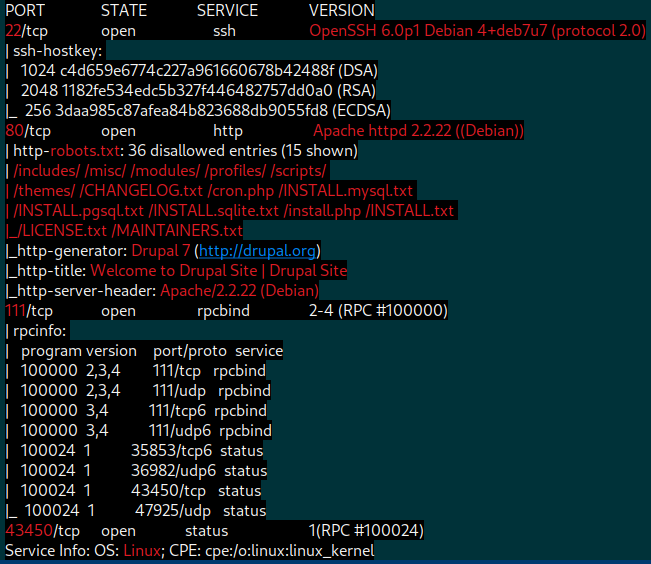 PORT STATE SERVICE VERSION
22/tcp open ssh OpenSSH 6.0p1 Debian 4+deb7u7 (protocol 2.0)
| ssh-hostkey:
| 1024 c4d659e6774c227a961660678b42488f (DSA)
| 2048 1182fe534edc5b327f446482757dd0a0 (RSA)
|_ 256 3daa985c87afea84b823688db9055fd8 (ECDSA)
80/tcp open http Apache httpd 2.2.22 ((Debian))
| http-robots.txt: 36 disallowed entries (15 shown)
| /includes/ /misc/ /modules/ /profiles/ /scripts/
| /themes/ /CHANGELOG.txt /cron.php /INSTALL.mysql.txt
| /INSTALL.pgsql.txt /INSTALL.sqlite.txt /install.php /INSTALL.txt
|_/LICENSE.txt /MAINTAINERS.txt
|_http-generator: Drupal 7 (http://drupal.org)
|_http-title: Welcome to Drupal Site | Drupal Site
|_http-server-header: Apache/2.2.22 (Debian)
111/tcp open rpcbind 2-4 (RPC #100000)
| rpcinfo:
| program version port/proto service
| 100000 2,3,4 111/tcp rpcbind
| 100000 2,3,4 111/udp rpcbind
| 100000 3,4 111/tcp6 rpcbind
| 100000 3,4 111/udp6 rpcbind
| 100024 1 35853/tcp6 status
| 100024 1 36982/udp6 status
| 100024 1 43450/tcp status
|_ 100024 1 47925/udp status
43450/tcp open status 1(RPC #100024)
Service Info: OS: Linux; CPE: cpe:/o:linux:linux_kernel